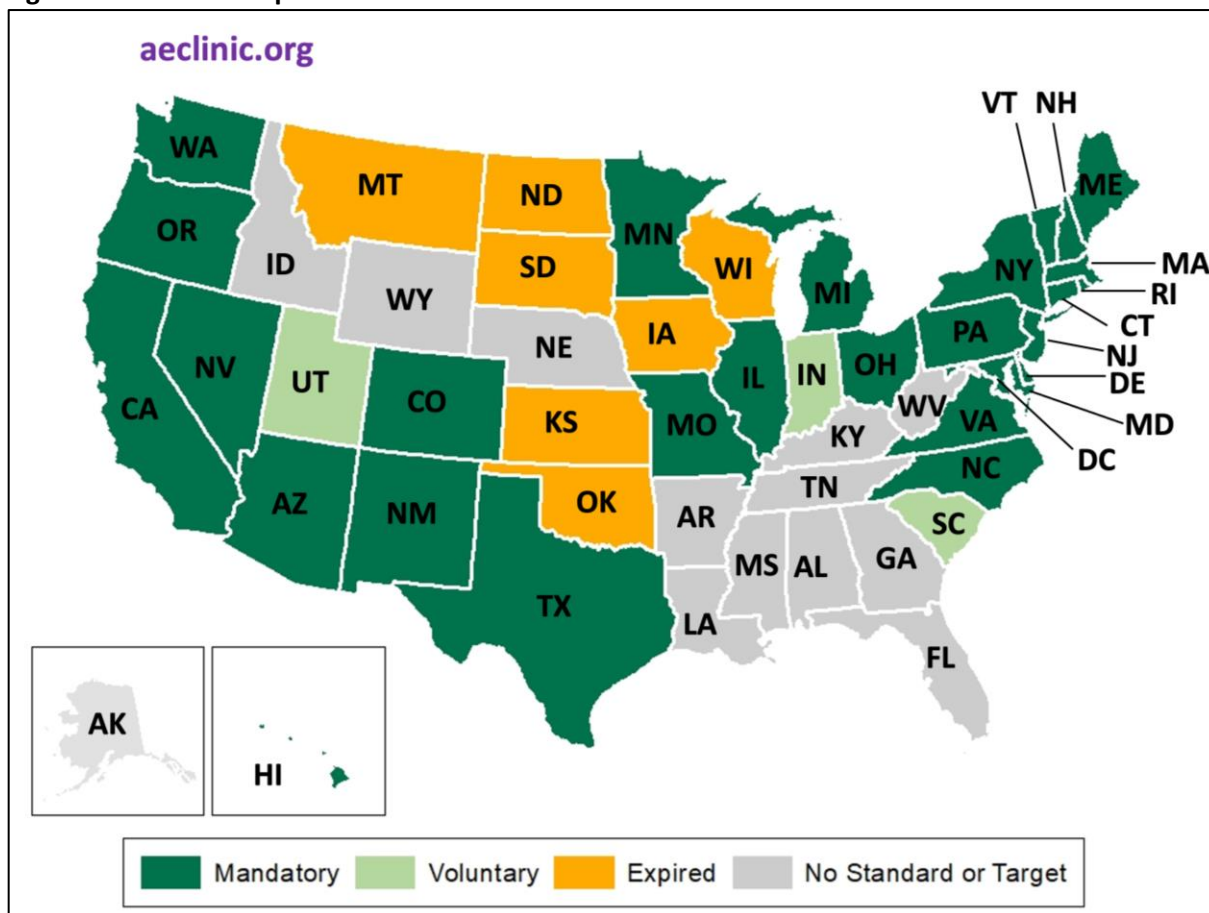 aeclinic.org
VT NH
WA
ME
MT
ND
MN
OR
ID
SD
WI
NY
MA
WY
MI
RI
CT
PA
IA
NE
NJ
NV
OH
DE
UT
IL
IN
CA
CO
WV
MD
KS
MO
KY
VA
DC
NC
TN
AZ
OK
NM
AR
SC
MS
AL
GA
TX
LA
FL
AK
HI
Mandatory Voluntary Expired No Standard or Target